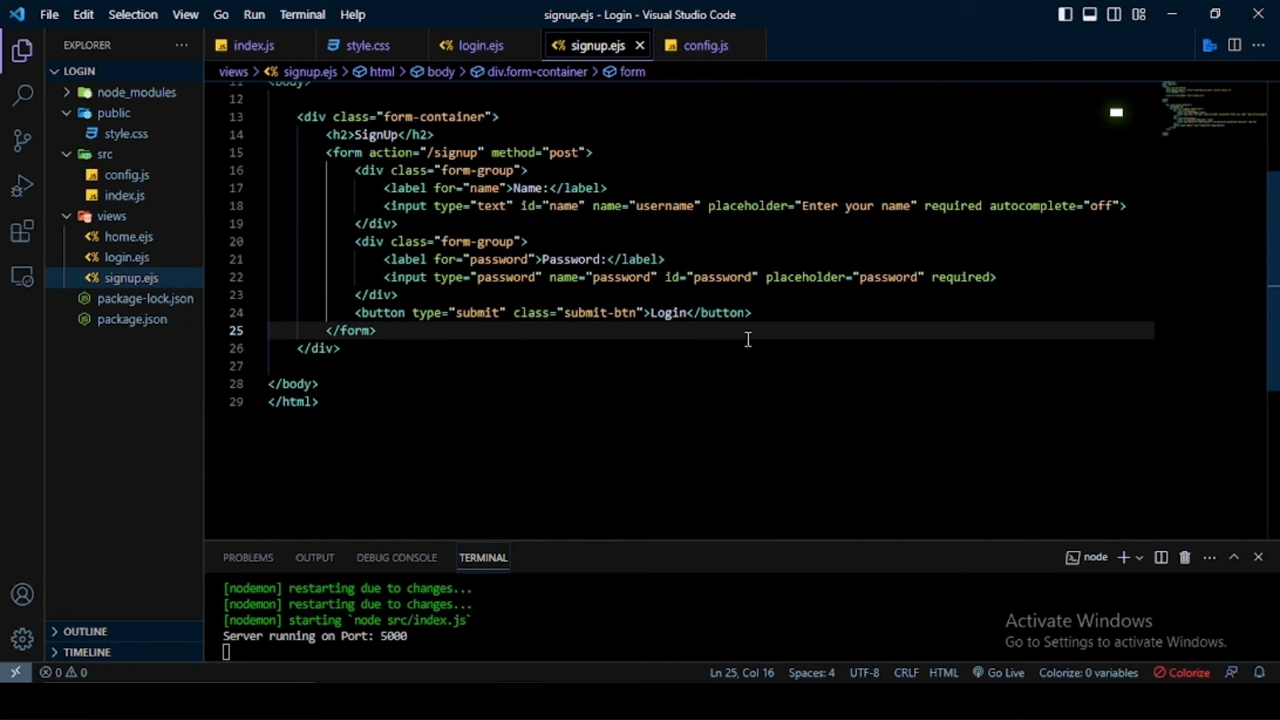 File Edit Selection View Go Run Terminal Help signup.ejs - Login - Visual Studio Code
EXPLORER ... index.js style.css login.ejs signup.ejs config.js
LOGIN
node_modules
public
style.css
src
config.js
index.js
views
home.ejs
login.ejs
signup.ejs
package-lock.json
package.json
OUTLINE
TIMELINE
views > signup.ejs > html > body > div.form-container > form
11 <body>
12
13 <div class="form-container">
14 <h2>SignUp</h2>
15 <form action="/signup" method="post">
16 <div class="form-group">
17 <label for="name">Name:</label>
18 <input type="text" id="name" name="username" placeholder="Enter your name" required autocomplete="off">
19 </div>
20 <div class="form-group">
21 <label for="password">Password:</label>
22 <input type="password" name="password" id="password" placeholder="password" required>
23 </div>
24 <button type="submit" class="submit-btn">Login</button>
25 </form>
26 </div>
27
28 </body>
29 </html>
PROBLEMS OUTPUT DEBUG CONSOLE TERMINAL node
[nodemon] restarting due to changes...
[nodemon] restarting due to changes...
[nodemon] starting `node src/index.js`
Server running on Port: 5000
Activate Windows
Go to Settings to activate Windows.
0 0 Ln 25, Col 16 Spaces: 4 UTF-8 CRLF HTML Go Live Colorize: 0 variables Colorize